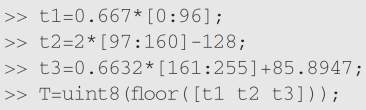 >> t1=0.667*[0:96];
>> t2=2*[97:160]-128;
>> t3=0.6632*[161:255]+85.8947;
>> T=uint8(floor([t1 t2 t3]));